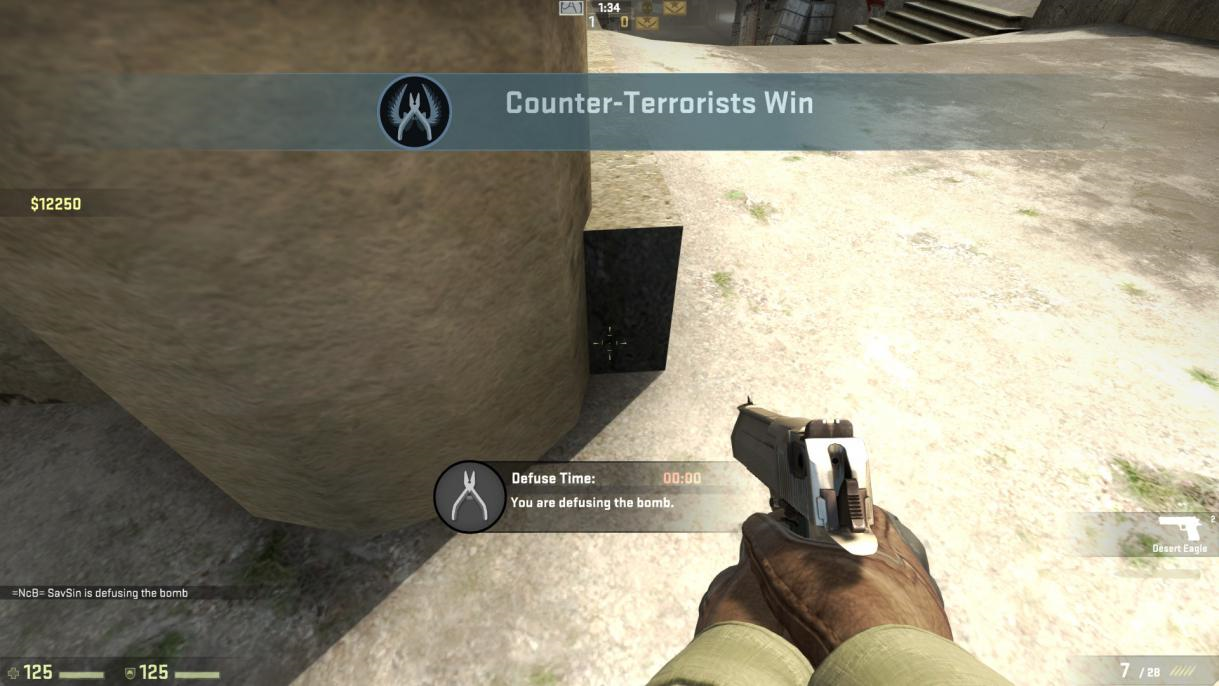 1:34
1 0
Counter-Terrorists Win
$12250
Defuse Time: 00:00
You are defusing the bomb.
2
Desert Eagle
=NcB= SavSin is defusing the bomb
125 125
7 / 28